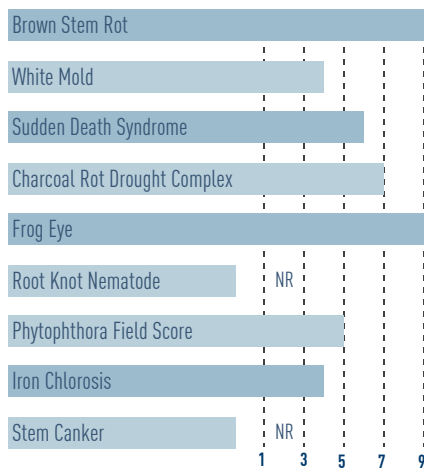 Brown Stem Rot
White Mold
Sudden Death Syndrome
Charcoal Rot Drought Complex
Frog Eye
Root Knot Nematode NR
Phytophthora Field Score
Iron Chlorosis
Stem Canker NR
1 3 5 7 9